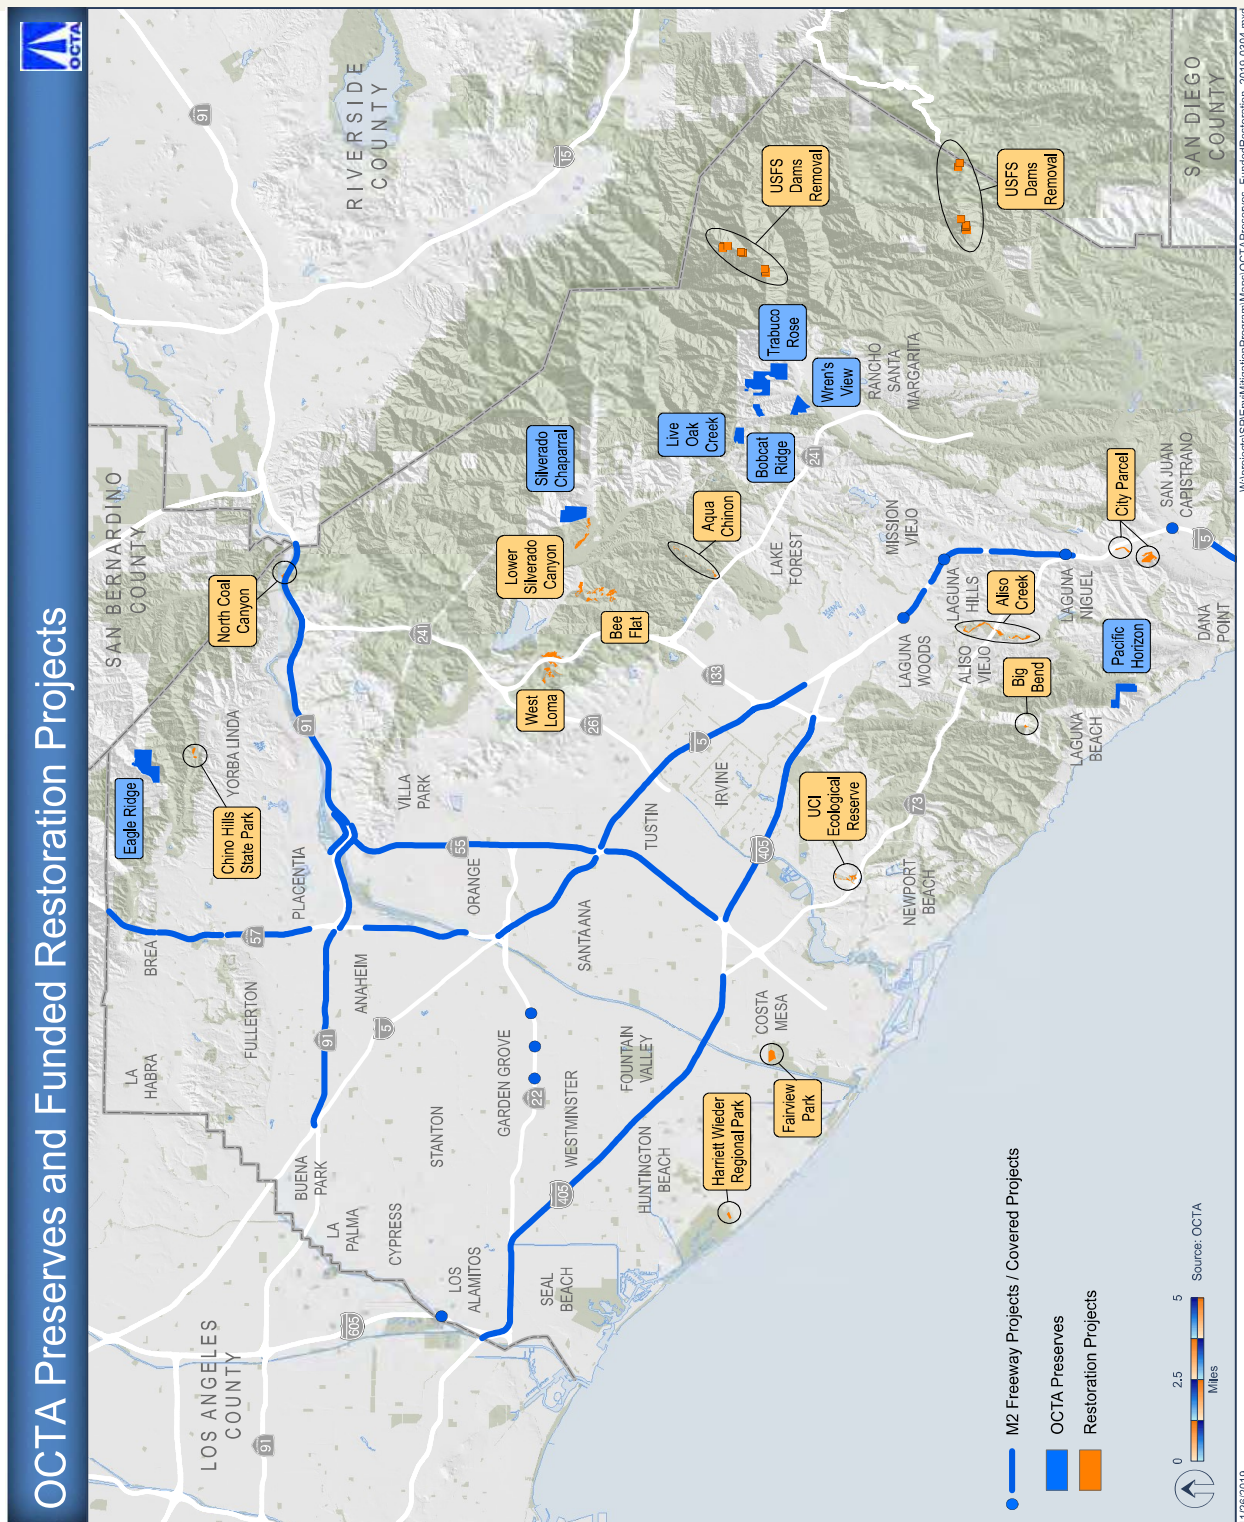 OCTA Preserves and Funded Restoration Projects
OCTA
LOS ANGELES
COUNTY
SAN BERNARDINO
COUNTY
RIVERSIDE
COUNTY
SAN DIEGO
COUNTY
91
605
91
5
57
91
55
22
405
405
5
261
133
241
241
73
91
15
5
LA
HABRA
BREA
FULLERTON
PLACENTIA
YORBA LINDA
ANAHEIM
BUENA
PARK
LA
PALMA
CYPRESS
STANTON
LOS
ALAMITOS
SEAL
BEACH
GARDEN GROVE
WESTMINSTER
ORANGE
VILLA
PARK
SANTA ANA
TUSTIN
IRVINE
FOUNTAIN
VALLEY
HUNTINGTON
BEACH
COSTA
MESA
NEWPORT
BEACH
LAGUNA
WOODS
LAGUNA
HILLS
ALISO
VIEJO
LAGUNA
BEACH
LAGUNA
NIGUEL
DANA
POINT
SAN JUAN
CAPISTRANO
MISSION
VIEJO
LAKE
FOREST
RANCHO
SANTA
MARGARITA
Eagle Ridge
Chino Hills
State Park
North Coal
Canyon
Silverado
Chaparral
Lower
Silverado
Canyon
West
Loma
Bee
Flat
Aqua
Chinon
Live
Oak
Creek
Bobcat
Ridge
Trabuco
Rose
Wren's
View
USFS
Dams
Removal
USFS
Dams
Removal
City Parcel
Aliso
Creek
Pacific
Horizon
Big
Bend
UCI
Ecological
Reserve
Fairview
Park
Harriett Wieder
Regional Park
M2 Freeway Projects / Covered Projects
OCTA Preserves
Restoration Projects
0 2.5 5
Miles
Source: OCTA